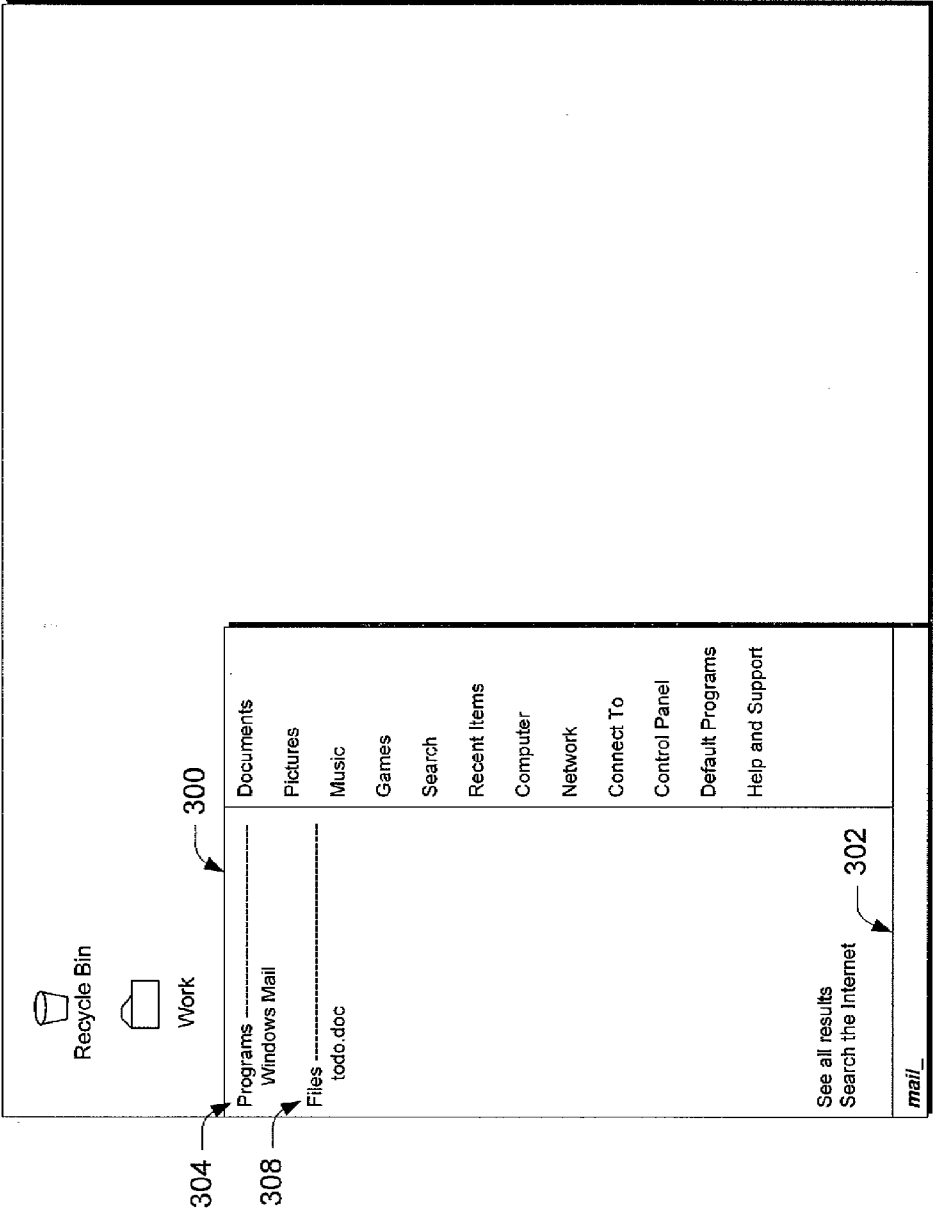 Recycle Bin
Work
300
304
Programs ------------------------------
Windows Mail
308
Files ------------------------------
todo.doc
See all results
Search the Internet
302
mail_
Documents
Pictures
Music
Games
Search
Recent Items
Computer
Network
Connect To
Control Panel
Default Programs
Help and Support